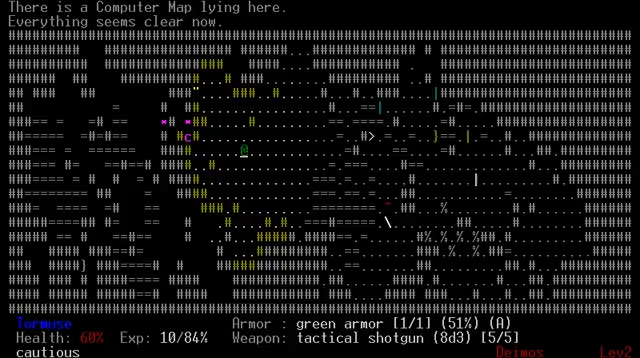 There is a Computer Map lying here.
Everything seems clear now.
Tormuse
Armor : green armor [1/1] (51%) (A)
Health: 60% Exp: 10/84% Weapon: tactical shotgun (8d3) [5/5]
cautious Deimos Lev2